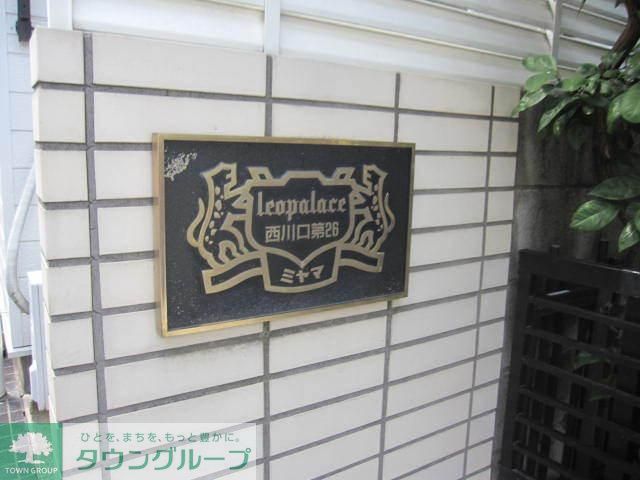 leopalace
西川口第26
ミヤマ
ひとを、まちを、もっと豊かに。
タウングループ
TOWN GROUP